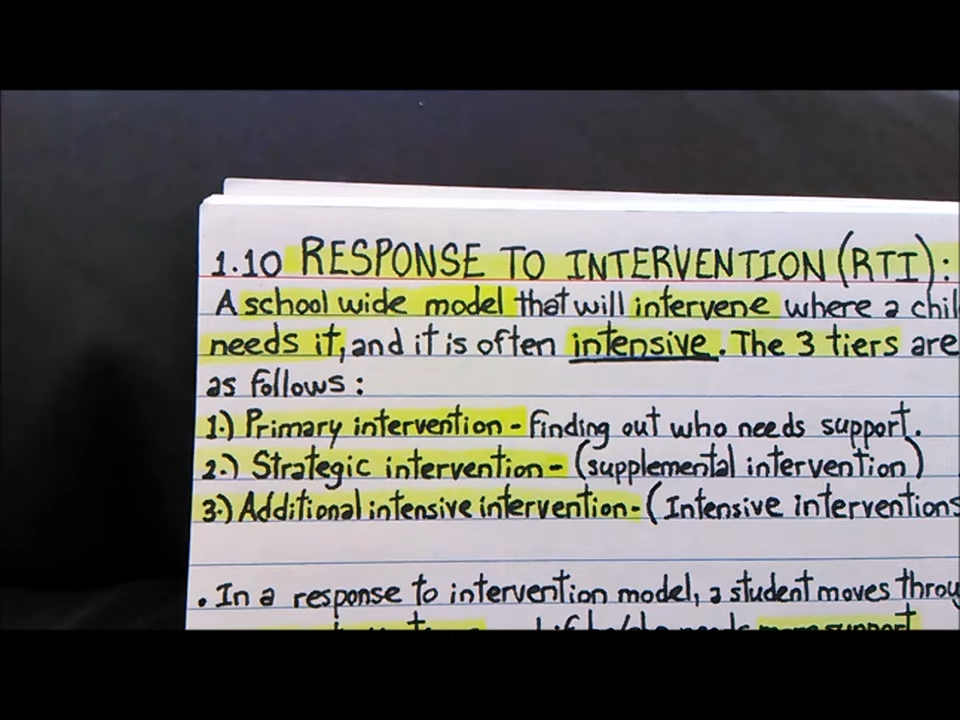 1.10 RESPONSE TO INTERVENTION (RTI):
A school wide model that will intervene where a
needs it, and it is often intensive. The 3 tiers are
as follows:
1.) Primary intervention - Finding out who needs support.
2.) Strategic intervention - (supplemental intervention)
3.) Additional intensive intervention - (Intensive interventions
. In a response to intervention model, a student moves
more support